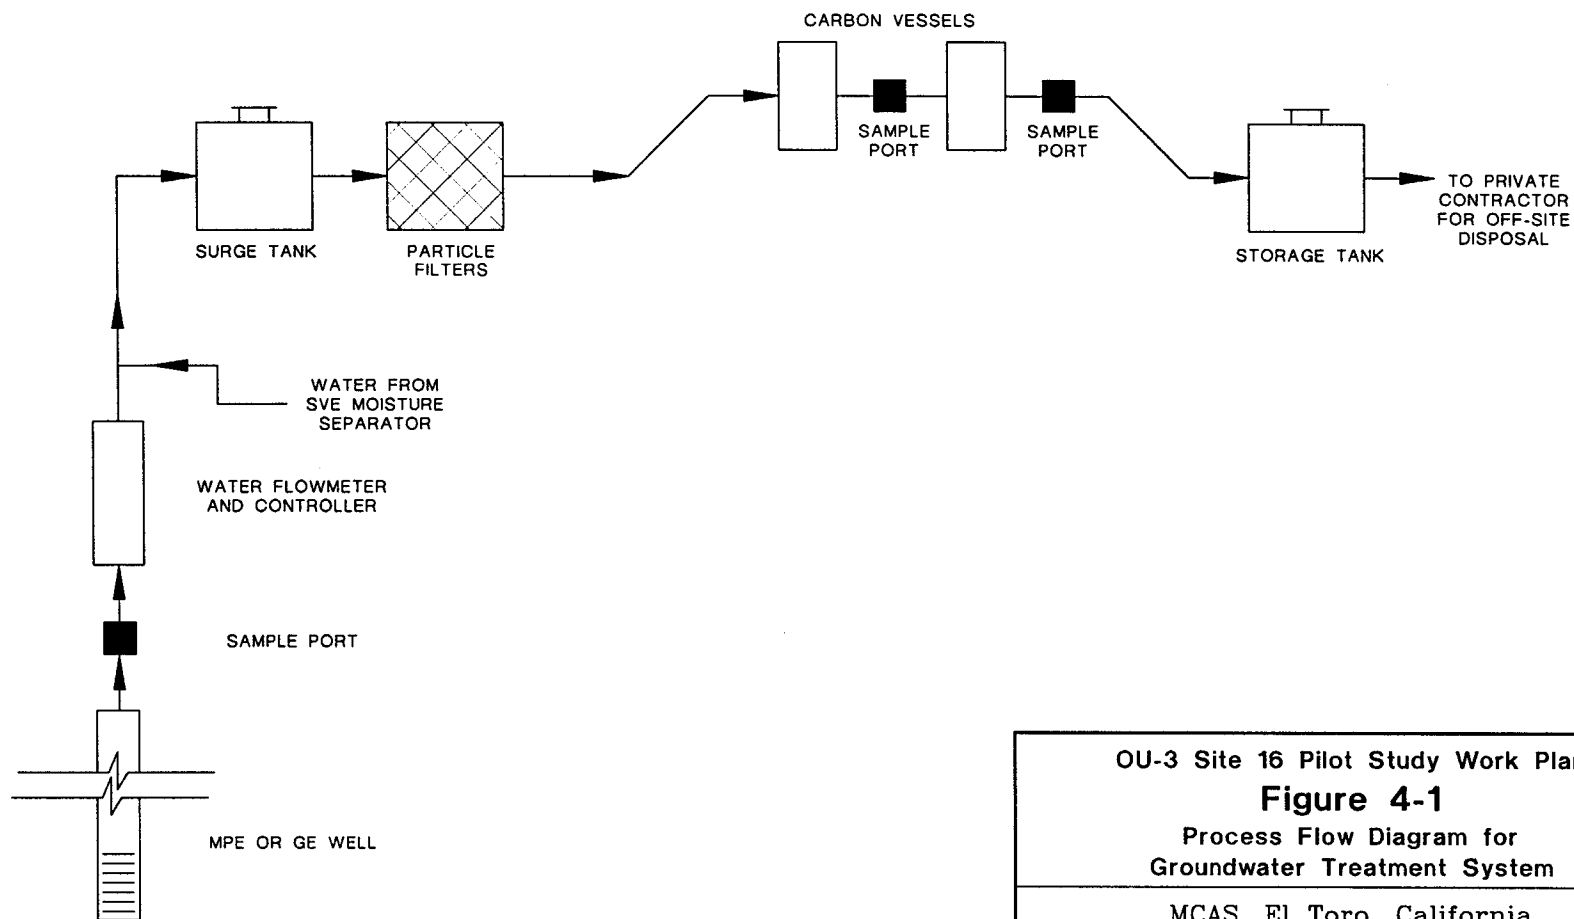 CARBON VESSELS
SAMPLE
PORT
SAMPLE
PORT
SURGE TANK
PARTICLE
FILTERS
STORAGE TANK
TO PRIVATE
CONTRACTOR
FOR OFF-SITE
DISPOSAL
WATER FROM
SVE MOISTURE
SEPARATOR
WATER FLOWMETER
AND CONTROLLER
SAMPLE PORT
MPE OR GE WELL
OU-3 Site 16 Pilot Study Work Pla
Figure 4-1
Process Flow Diagram for
Groundwater Treatment System
MCAS, El Toro, California